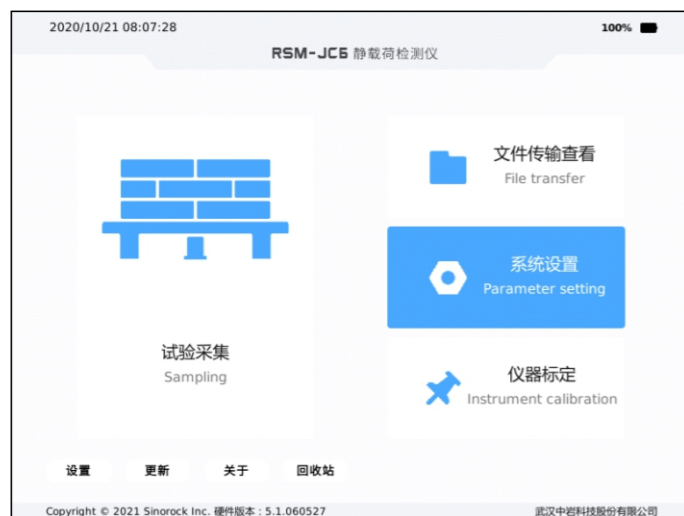 2020/10/21 08:07:28
100%
RSM-JC6 静载荷检测仪
试验采集
Sampling
文件传输查看
File transfer
系统设置
Parameter setting
仪器标定
Instrument calibration
设置
更新
关于
回收站
Copyright © 2021 Sinorock Inc. 硬件版本：5.1.060527
武汉中岩科技股份有限公司